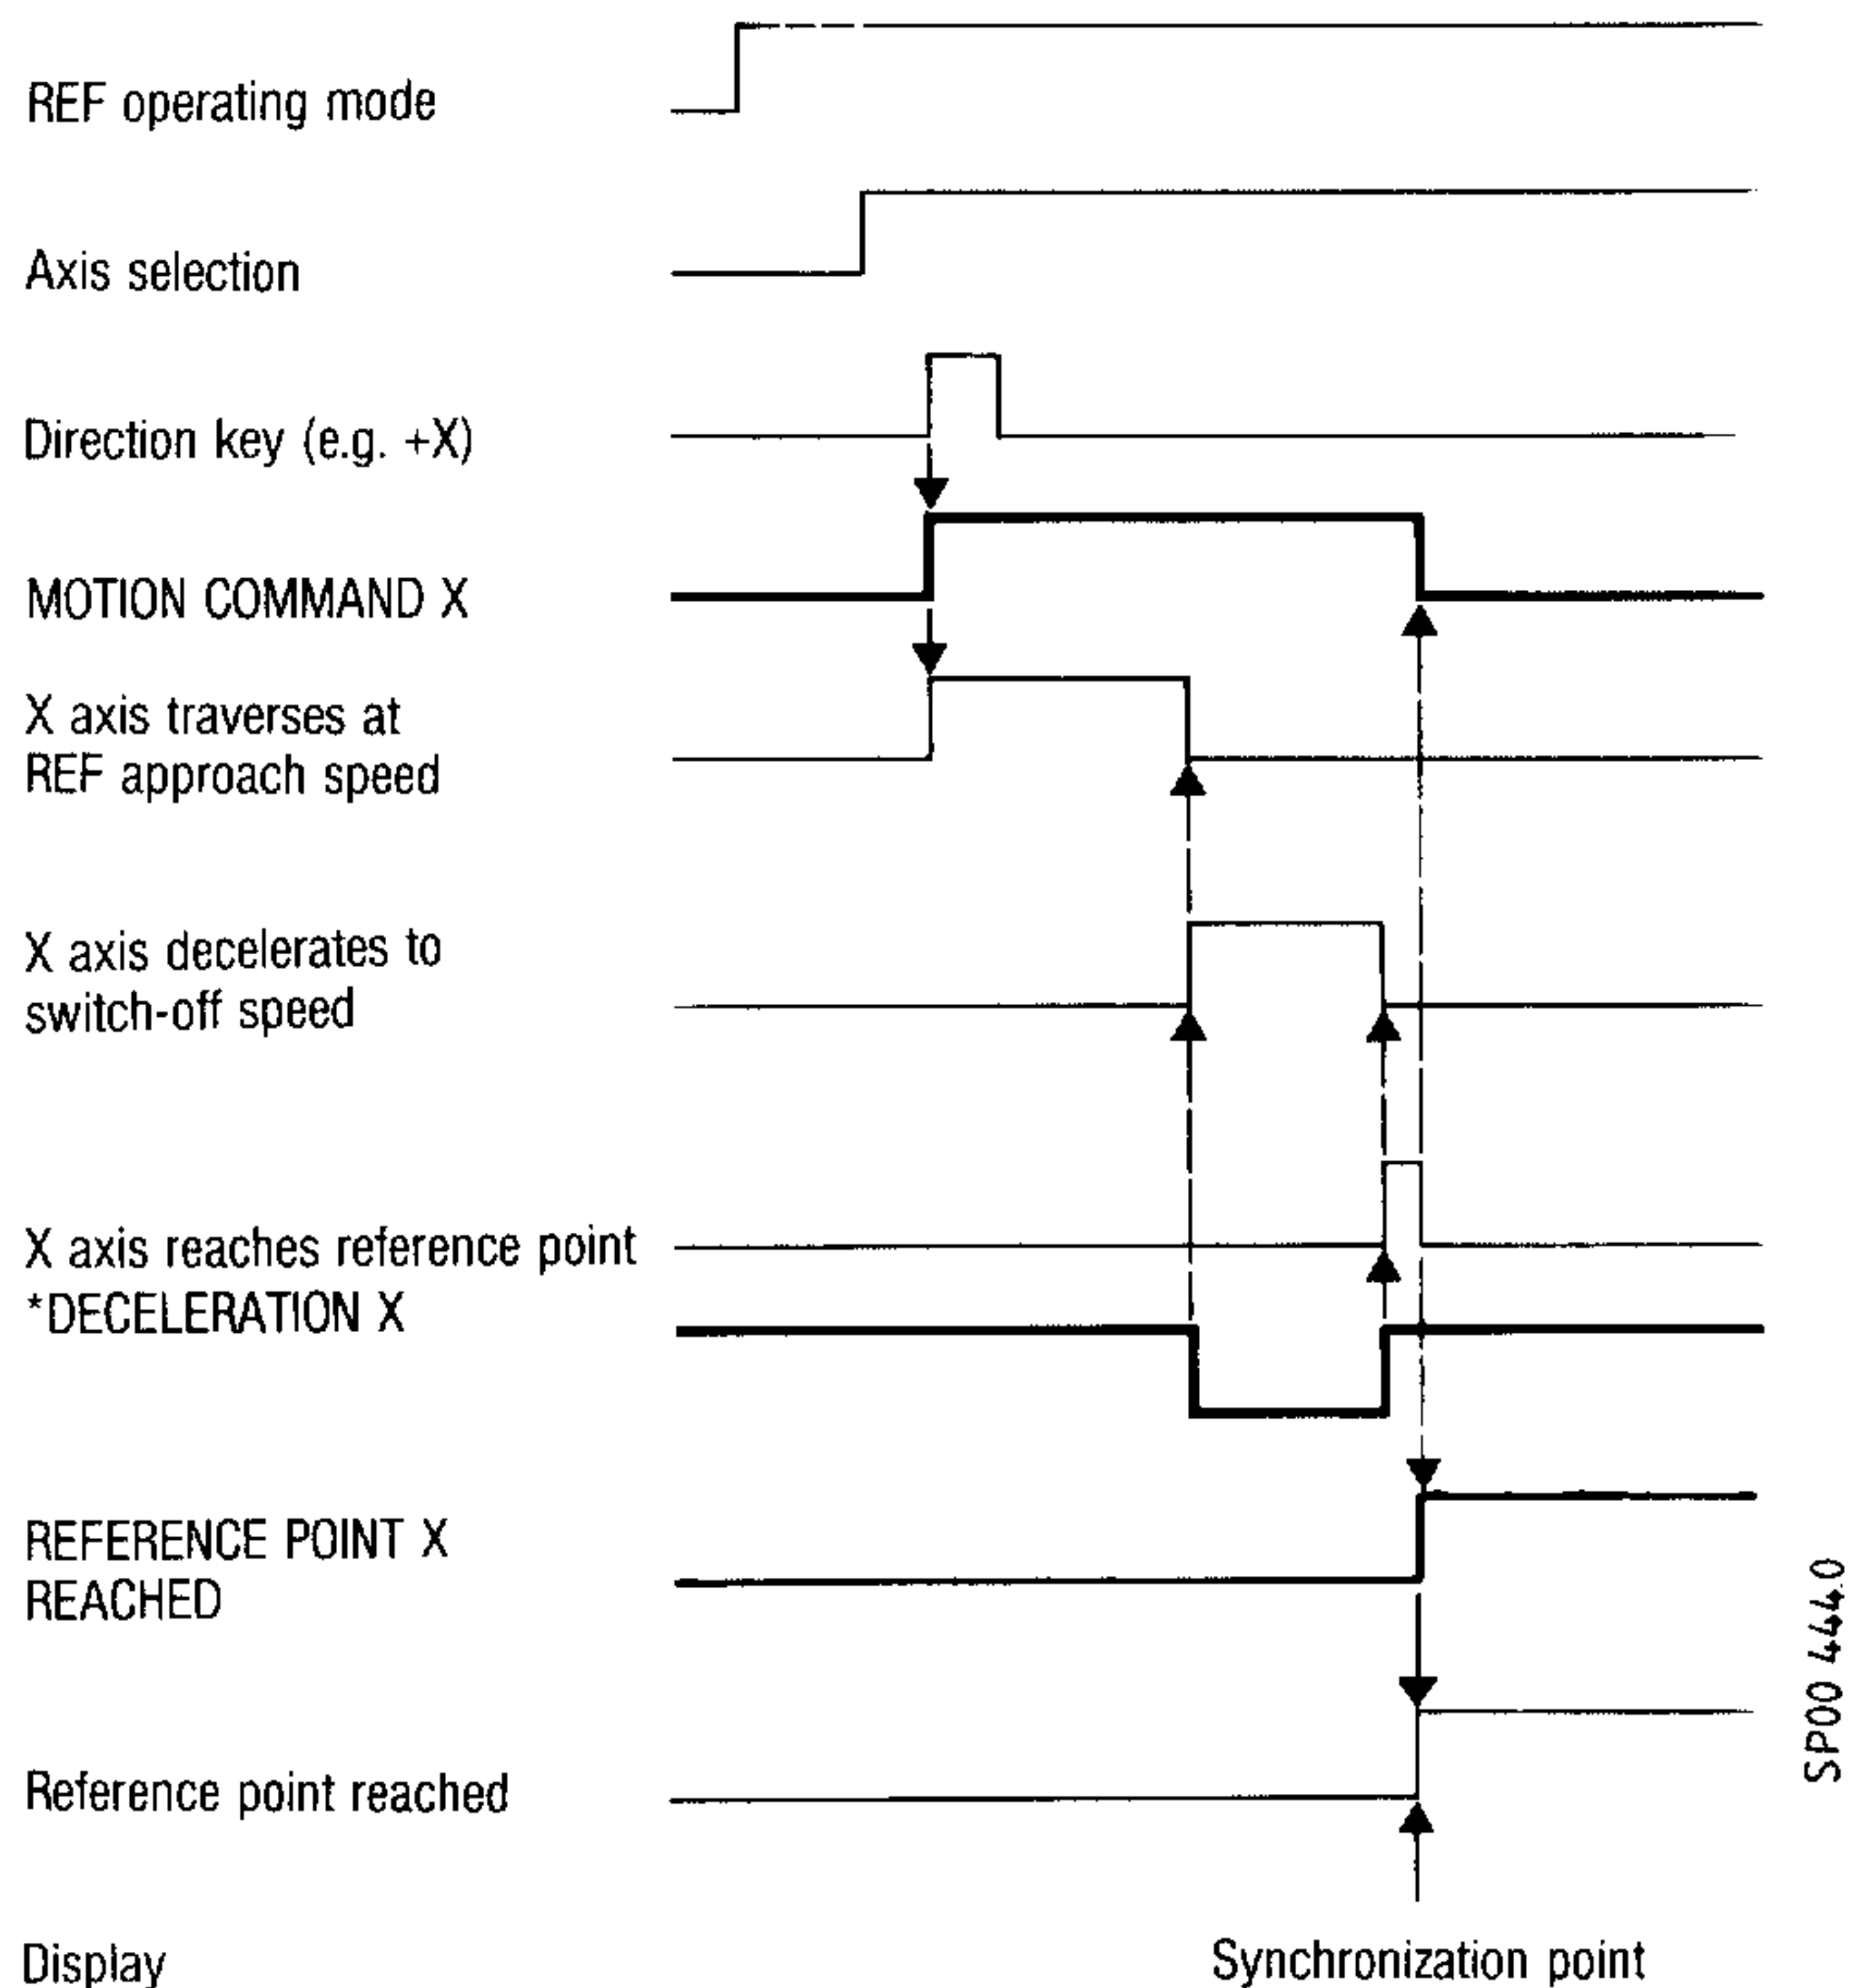 REF operating mode
Axis selection
Direction key (e.g. +X)
MOTION COMMAND X
X axis traverses at
REF approach speed
X axis decelerates to
switch-off speed
X axis reaches reference point
*DECELERATION X
REFERENCE POINT X
REACHED
Reference point reached
Display
Synchronization point
SP00 444.0